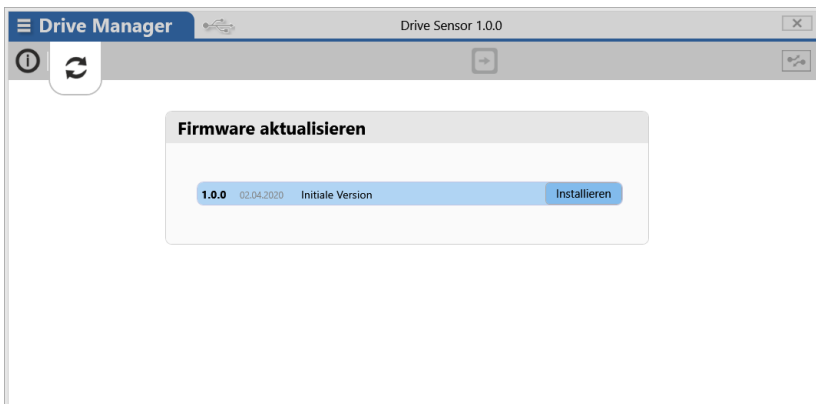 Drive Manager
Drive Sensor 1.0.0
Firmware aktualisieren
1.0.0 02.04.2020 Initiale Version Installieren